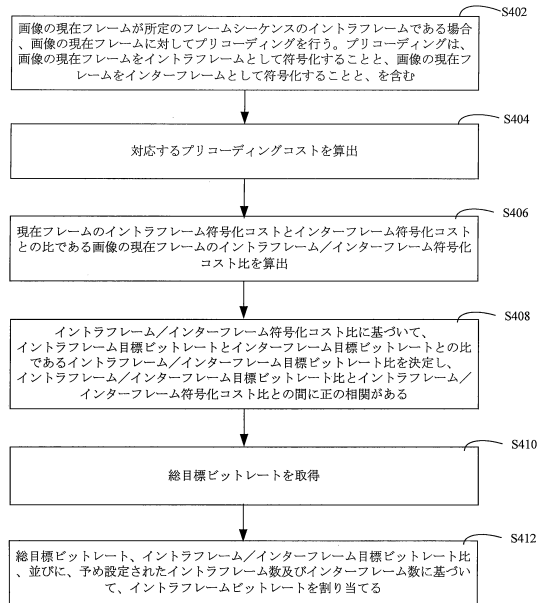 S402
画像の現在フレームが所定のフレームシーケンスのイントラフレームである場合
、画像の現在フレームに対してプリコーディングを行う。プリコーディングは、
画像の現在フレームをイントラフレームとして符号化することと、画像の現在フ
レームをインターフレームとして符号化することと、を含む
S404
対応するプリコーディングコストを算出
S406
現在フレームのイントラフレーム符号化コストとインターフレーム符号化コスト
との比である画像の現在フレームのイントラフレーム／インターフレーム符号化
コスト比を算出
S408
イントラフレーム／インターフレーム符号化コスト比に基づいて、
イントラフレーム目標ビットレートとインターフレーム目標ビットレートとの比
であるイントラフレーム／インターフレーム目標ビットレート比を決定し、
イントラフレーム／インターフレーム目標ビットレート比とイントラフレーム／
インターフレーム符号化コスト比との間に正の相関がある
S410
総目標ビットレートを取得
S412
総目標ビットレート、イントラフレーム／インターフレーム目標ビットレート比
、並びに、予め設定されたイントラフレーム数及びインターフレーム数に基づい
て、イントラフレームビットレートを割り当てる